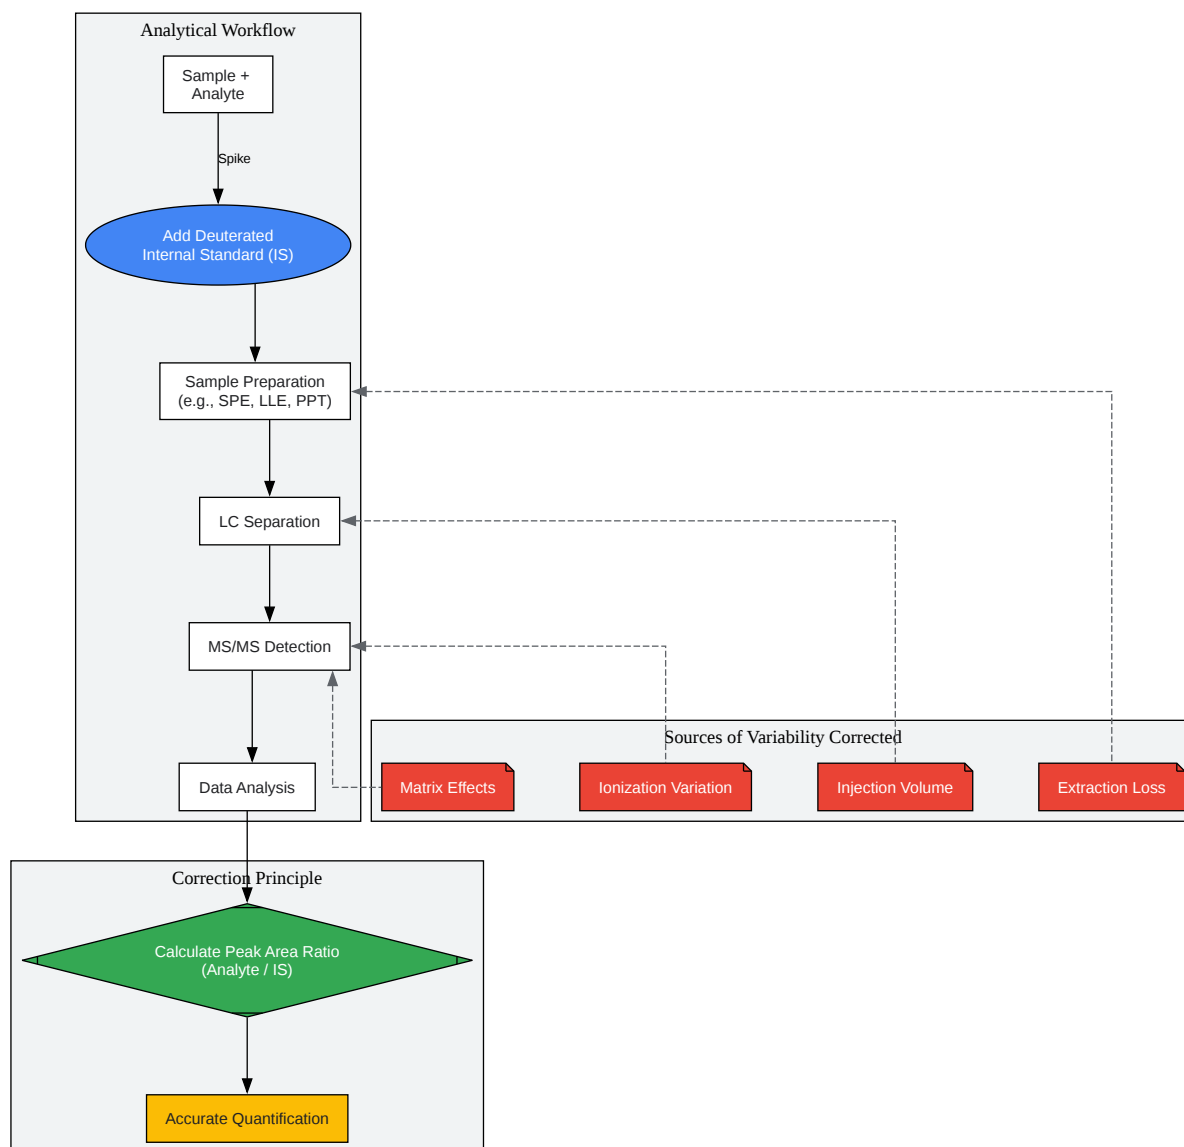 Analytical Workflow
Sample +
Analyte
Spike
Add Deuterated
Internal Standard (IS)
Sample Preparation
(e.g., SPE, LLE, PPT)
LC Separation
MS/MS Detection
Data Analysis
Sources of Variability Corrected
Matrix Effects
Ionization Variation
Injection Volume
Extraction Loss
Correction Principle
Calculate Peak Area Ratio
(Analyte / IS)
Accurate Quantification